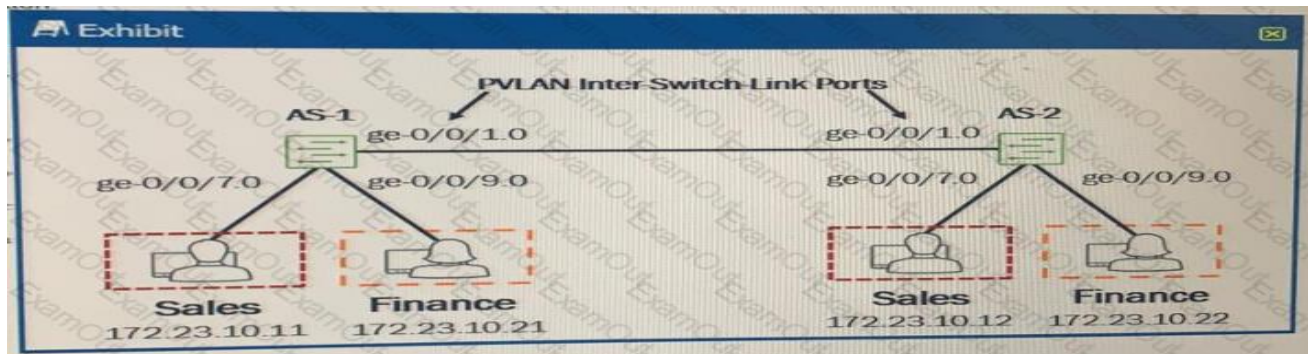 Exhibit
PVLAN Inter-Switch-Link Ports
AS-1
AS-2
ge-0/0/1.0
ge-0/0/1.0
ge-0/0/7.0
ge-0/0/9.0
ge-0/0/7.0
ge-0/0/9.0
Sales
Finance
Sales
Finance
172.23.10.11
172.23.10.21
172.23.10.12
172.23.10.22